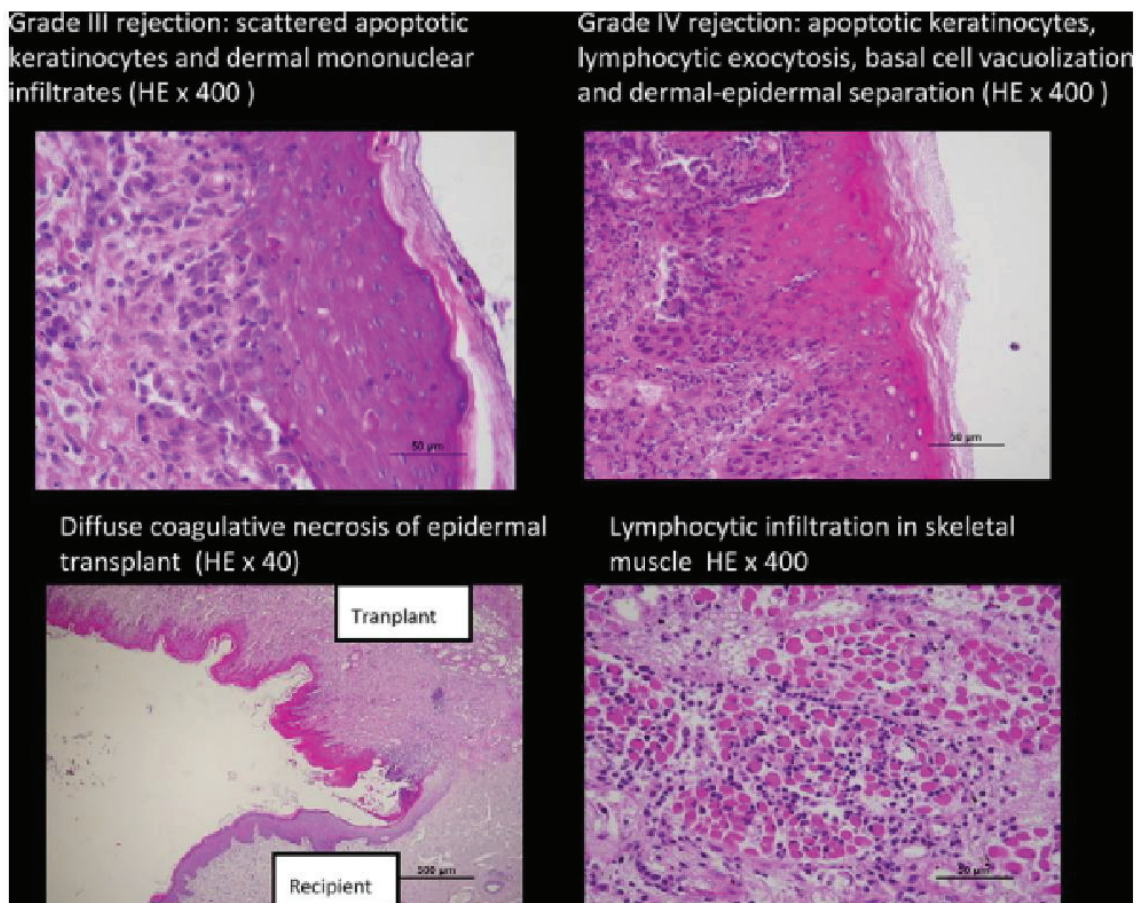 Grade III rejection: scattered apoptotic
keratinocytes and dermal mononuclear
infiltrates (HE x 400 )
Grade IV rejection: apoptotic keratinocytes,
lymphocytic exocytosis, basal cell vacuolization
and dermal-epidermal separation (HE x 400 )
50 µm
50 µm
Diffuse coagulative necrosis of epidermal
transplant (HE x 40)
Lymphocytic infiltration in skeletal
muscle HE x 400
Tranplant
Recipient
500 µm
50 µm